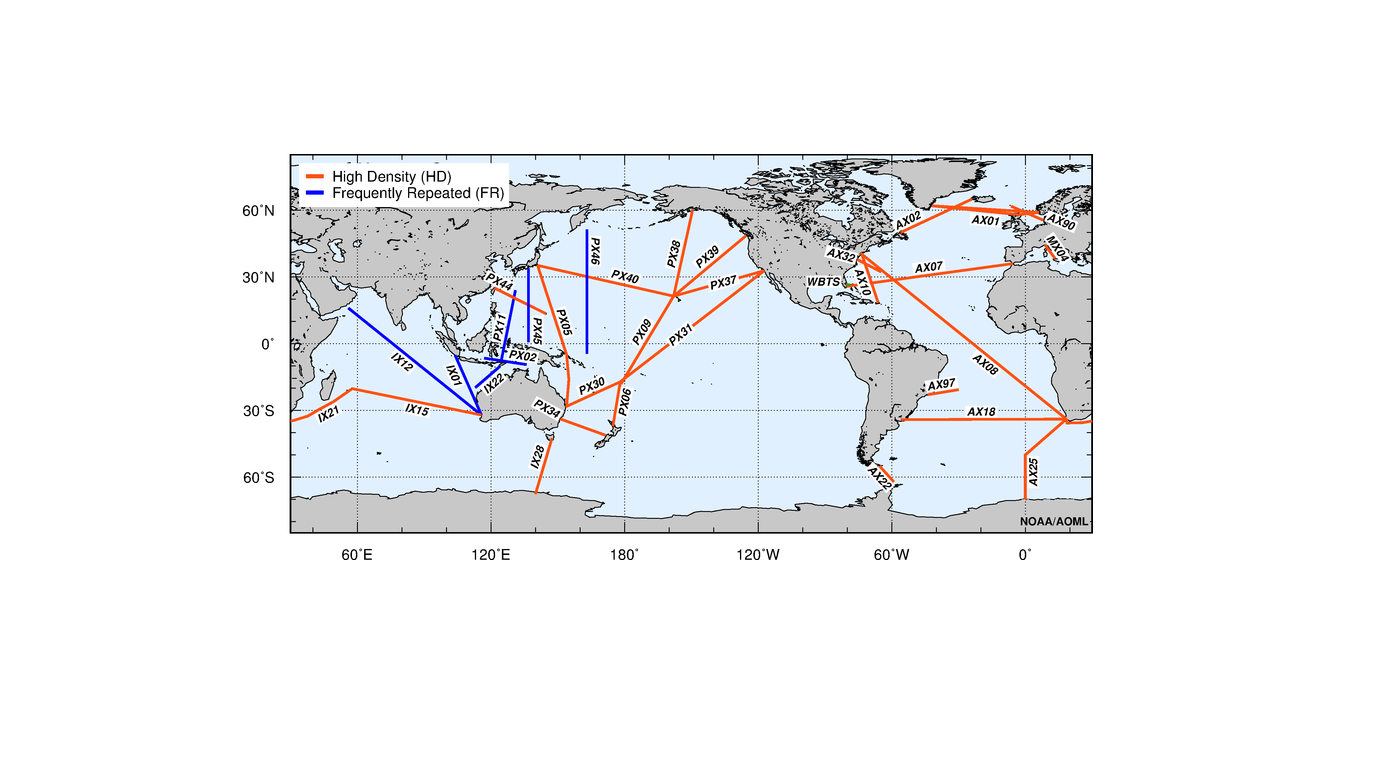 High Density (HD)
Frequently Repeated (FR)
60˚N
30˚N
0˚
30˚S
60˚S
60˚E
120˚E
180˚
120˚W
60˚W
0˚
AX02
AX01
AX90
MX04
AX32
AX07
WBTS
AX10
AX08
AX97
AX18
AX25
AX22
PX38
PX39
PX37
PX40
PX46
PX44
PX05
PX45
PX11
PX02
PX09
PX31
PX30
PX06
PX34
IX12
IX01
IX22
IX21
IX15
IX28
NOAA/AOML